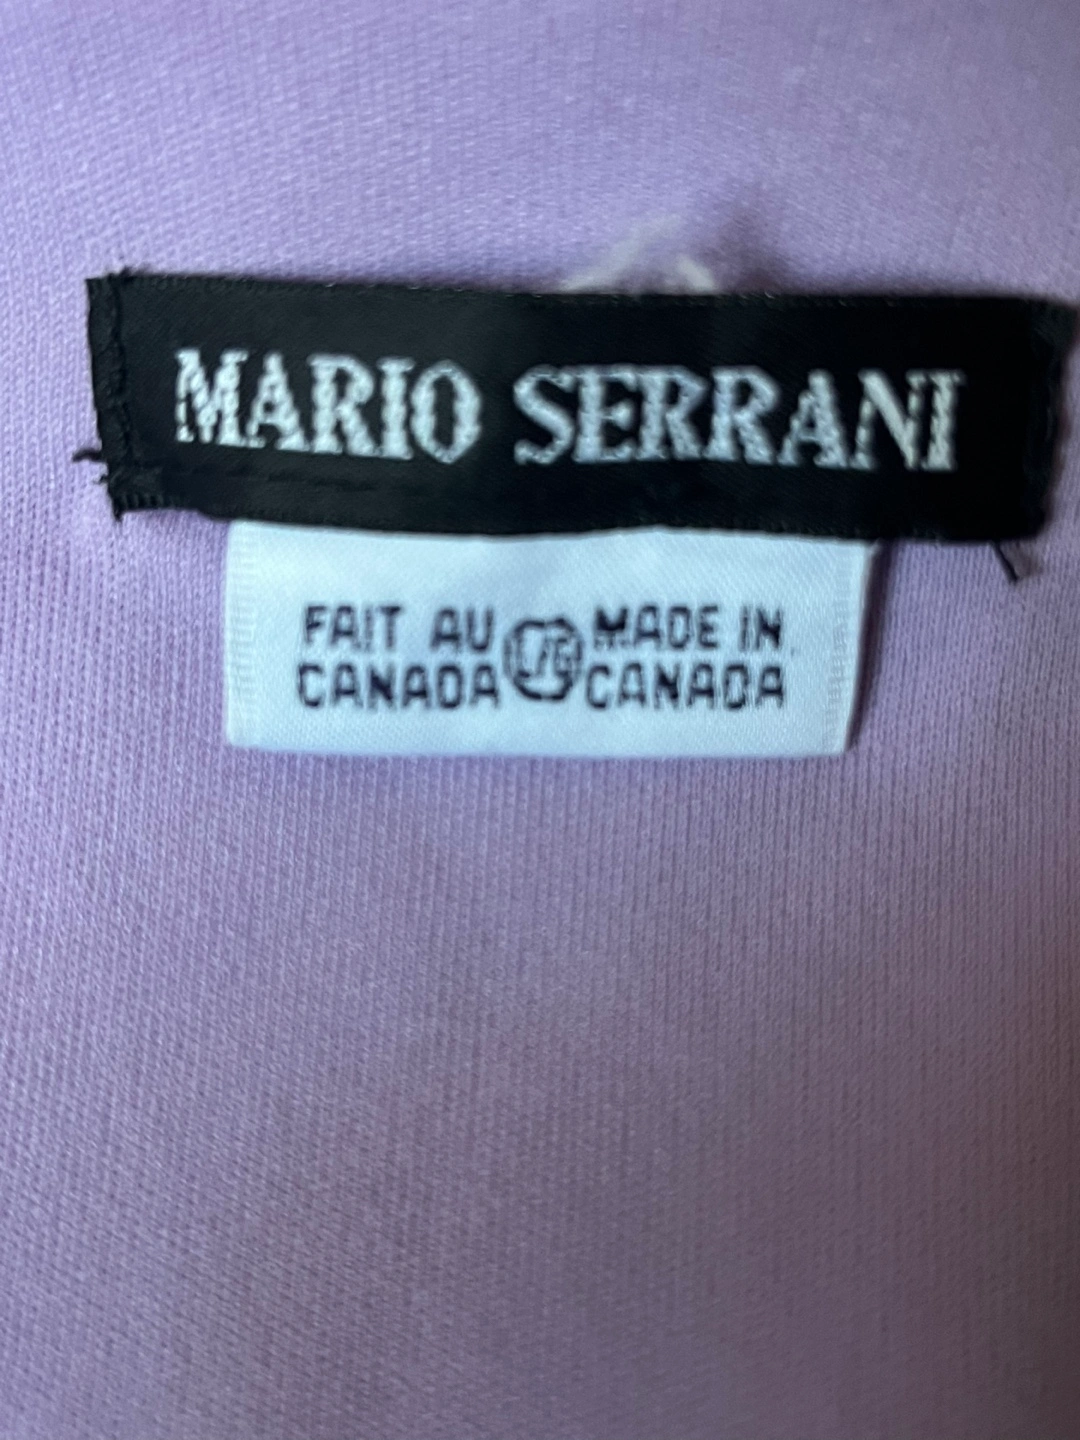 MARIO SERRANI
FAIT AU L/G MADE IN
CANADA CANADA